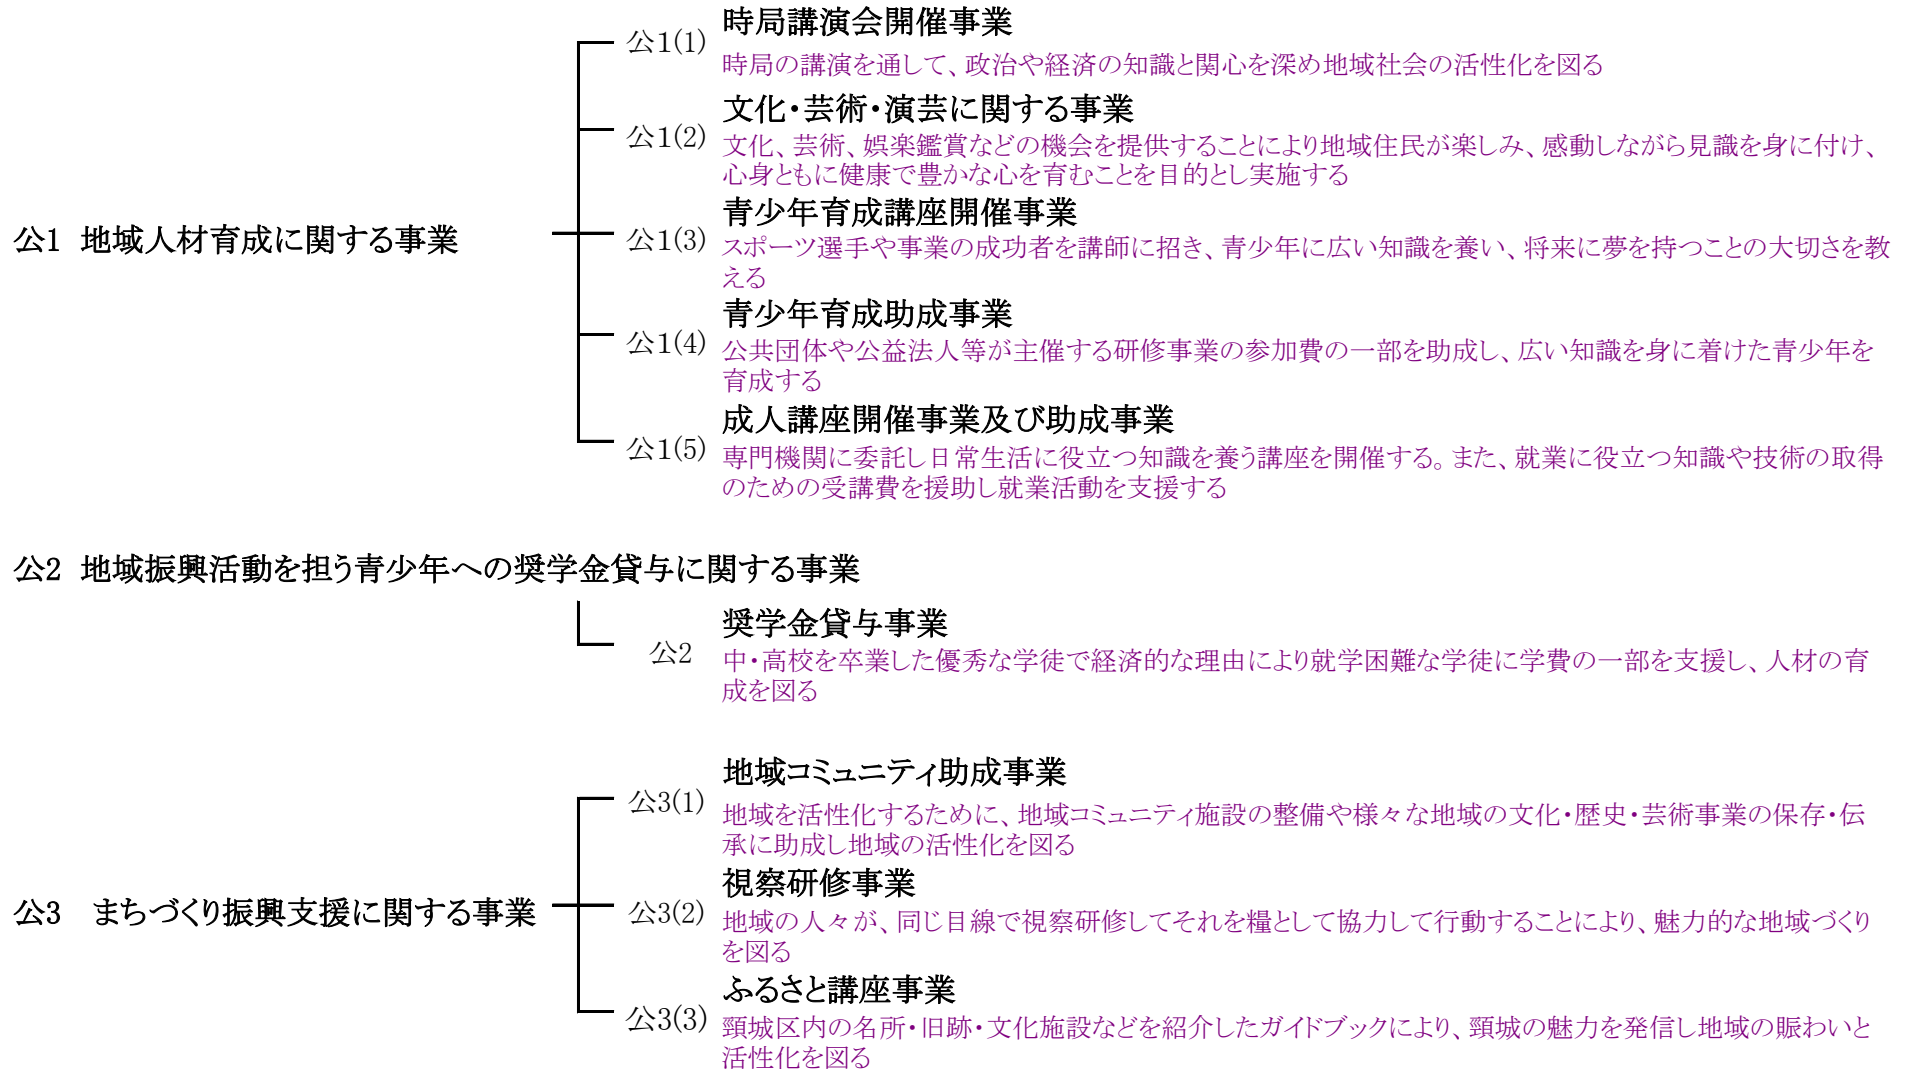 公1 地域人材育成に関する事業
公1(1)
時局講演会開催事業
時局の講演を通して、政治や経済の知識と関心を深め地域社会の活性化を図る
公1(2)
文化・芸術・演芸に関する事業
文化、芸術、娯楽鑑賞などの機会を提供することにより地域住民が楽しみ、感動しながら見識を身に付け、
心身ともに健康で豊かな心を育むことを目的とし実施する
公1(3)
青少年育成講座開催事業
スポーツ選手や事業の成功者を講師に招き、青少年に広い知識を養い、将来に夢を持つことの大切さを教
える
公1(4)
青少年育成助成事業
公共団体や公益法人等が主催する研修事業の参加費の一部を助成し、広い知識を身に着けた青少年を
育成する
公1(5)
成人講座開催事業及び助成事業
専門機関に委託し日常生活に役立つ知識を養う講座を開催する。また、就業に役立つ知識や技術の取得
のための受講費を援助し就業活動を支援する
公2 地域振興活動を担う青少年への奨学金貸与に関する事業
公2
奨学金貸与事業
中・高校を卒業した優秀な学徒で経済的な理由により就学困難な学徒に学費の一部を支援し、人材の育
成を図る
公3 まちづくり振興支援に関する事業
公3(1)
地域コミュニティ助成事業
地域を活性化するために、地域コミュニティ施設の整備や様々な地域の文化・歴史・芸術事業の保存・伝
承に助成し地域の活性化を図る
公3(2)
視察研修事業
地域の人々が、同じ目線で視察研修してそれを糧として協力して行動することにより、魅力的な地域づくり
を図る
公3(3)
ふるさと講座事業
頸城区内の名所・旧跡・文化施設などを紹介したガイドブックにより、頸城の魅力を発信し地域の賑わいと
活性化を図る